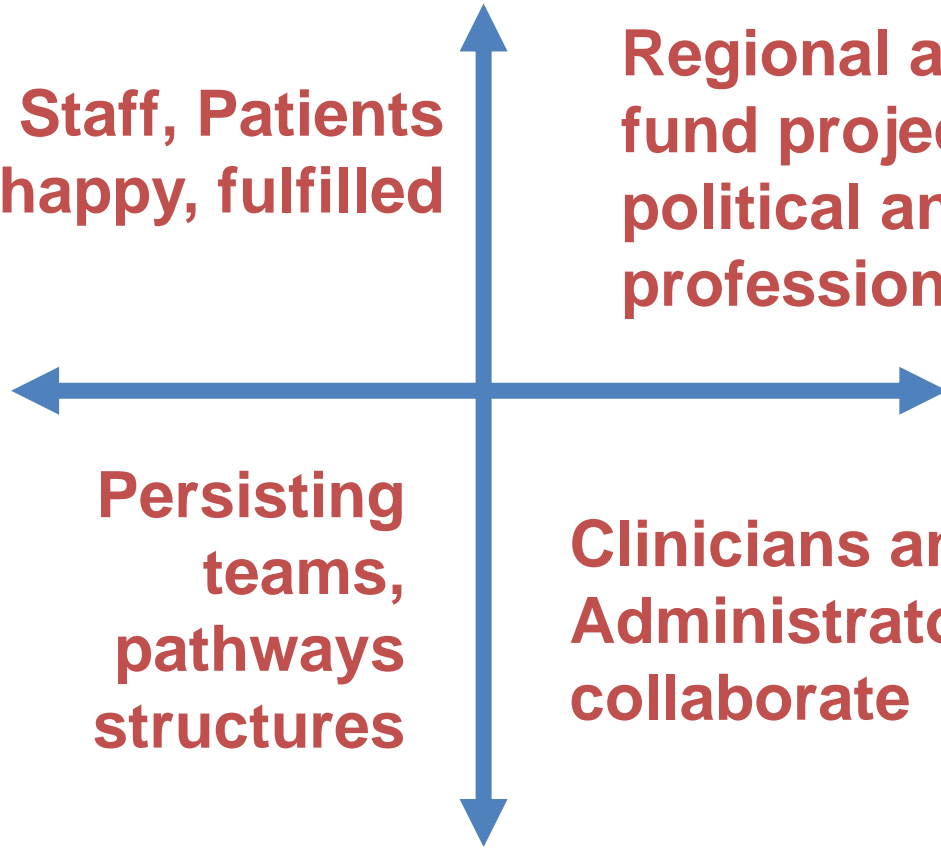 Staff, Patients
happy, fulfilled
Regional
fund
political
Persisting
teams,
pathways
structures
Clinicians
collaborate